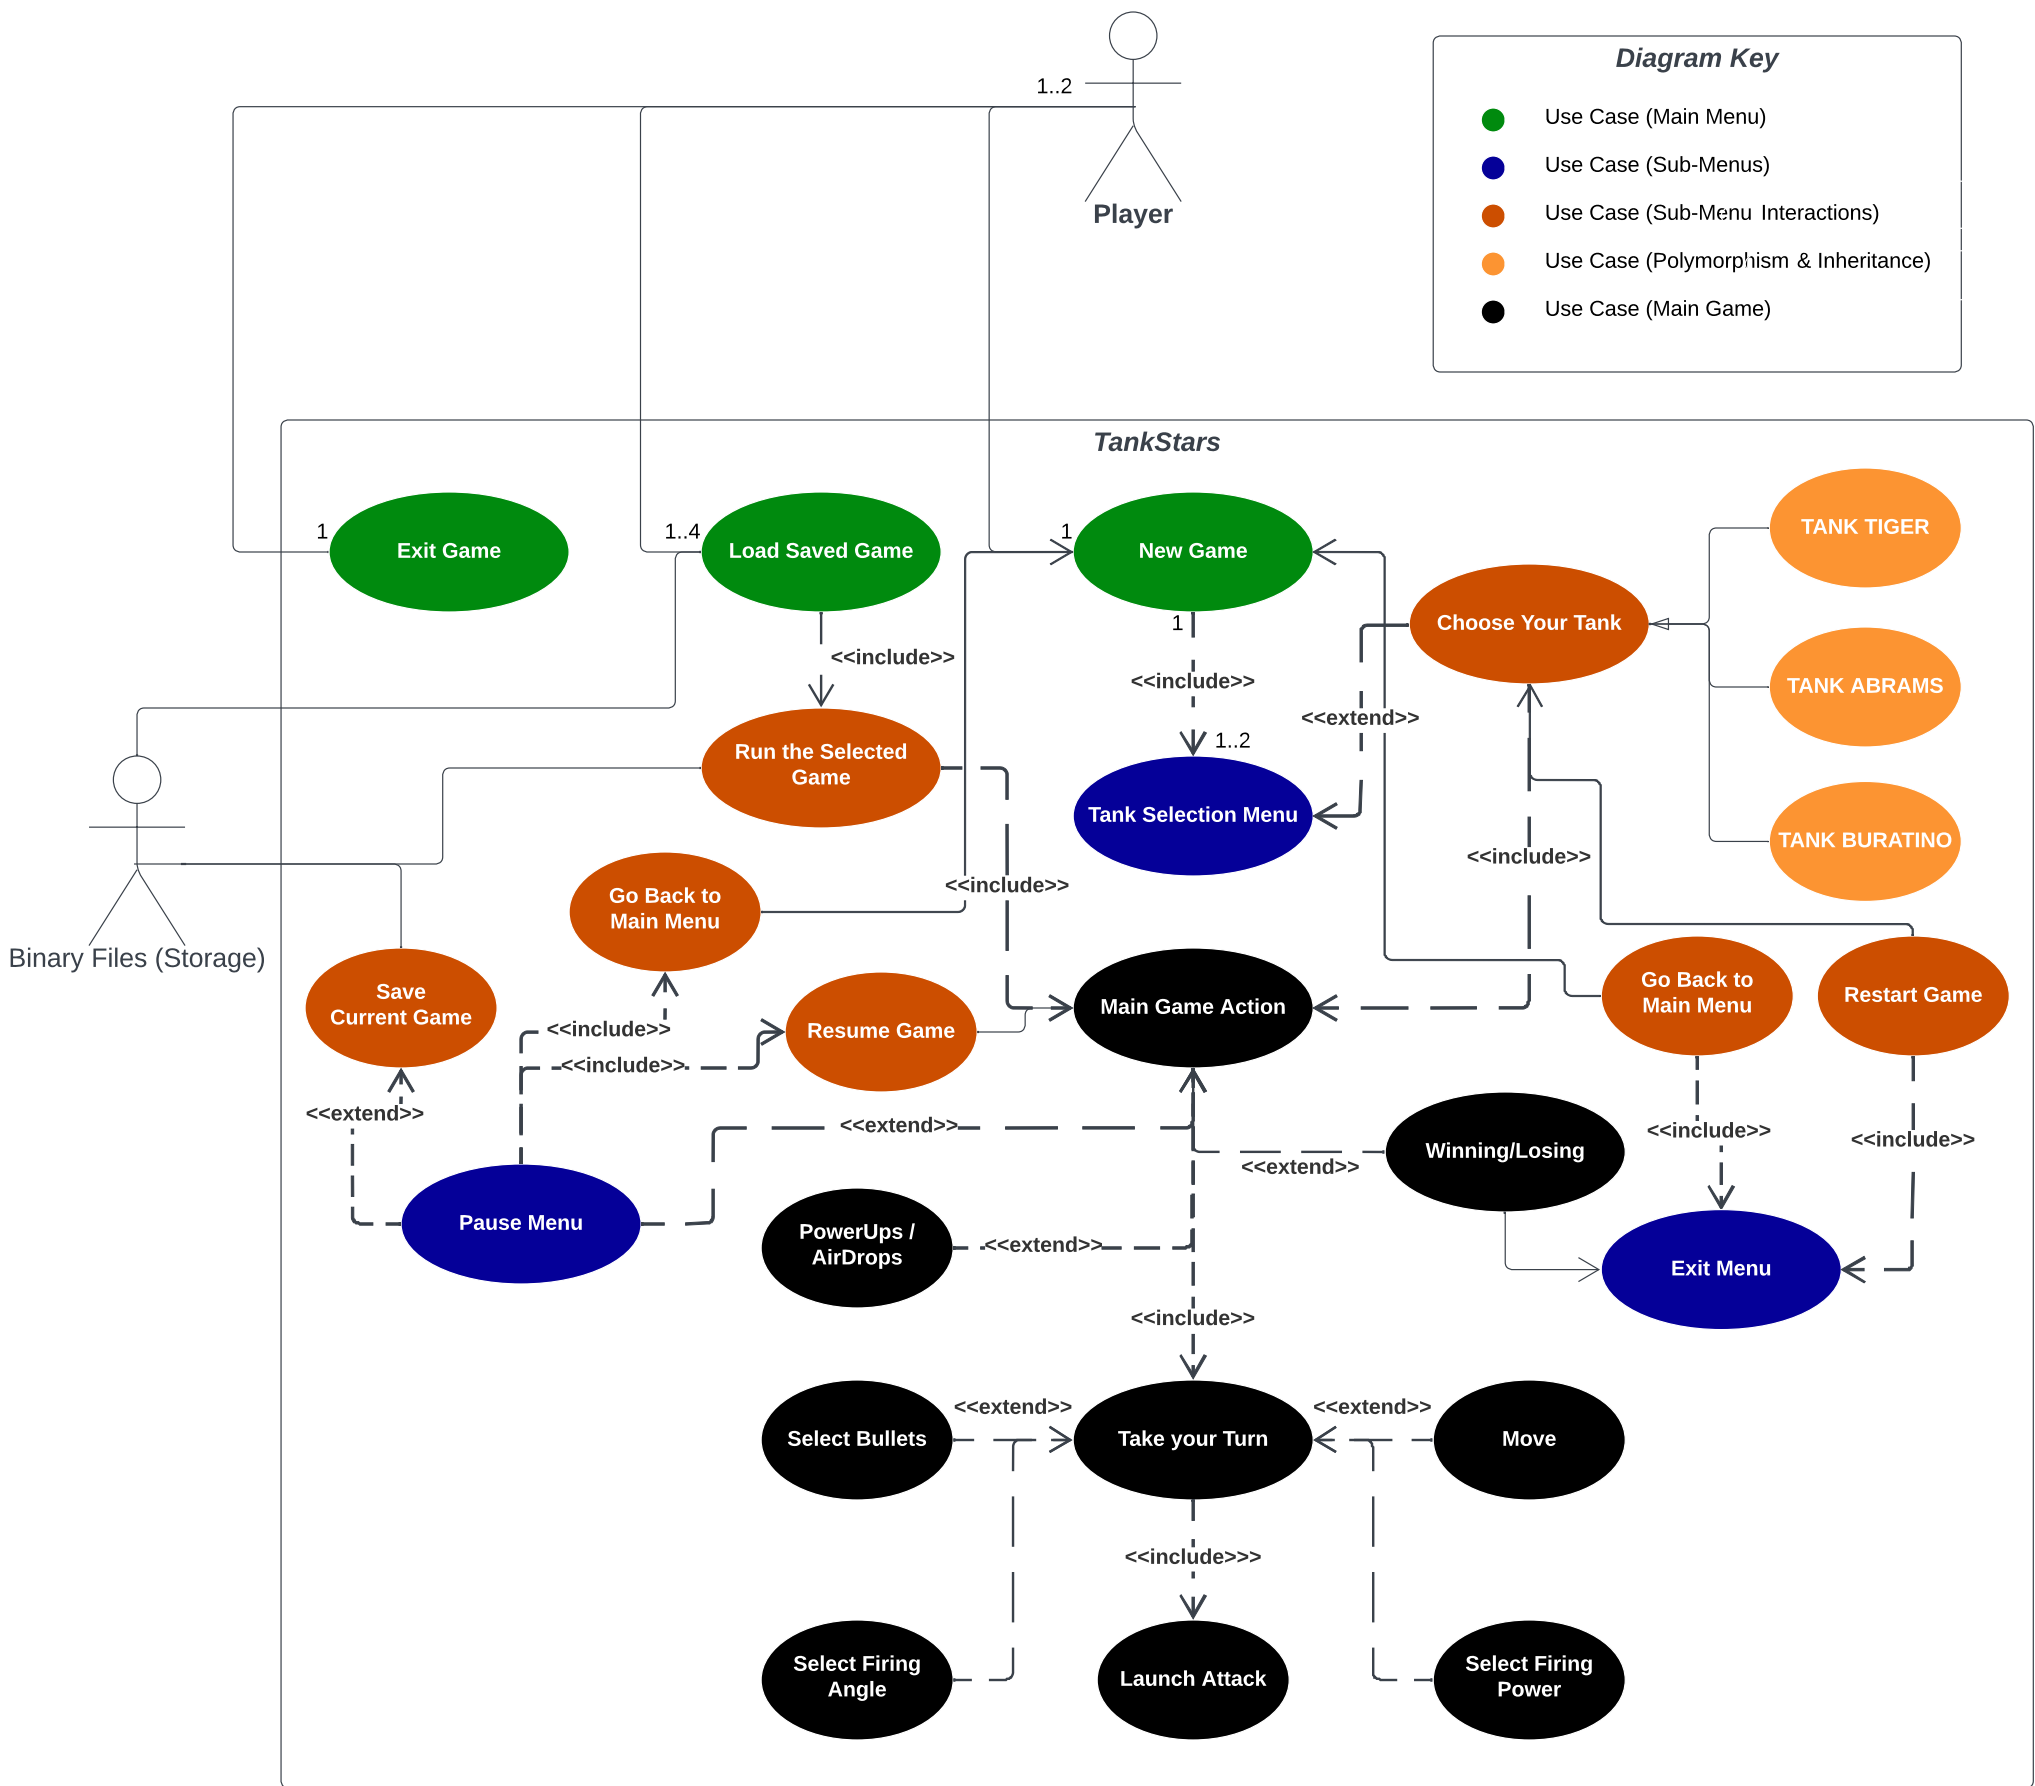 1..2
Player
Diagram Key
Use Case (Main Menu)
Use Case (Sub-Menus)
Use Case (Sub-Menu Interactions)
Use Case (Polymorphism & Inheritance)
Use Case (Main Game)
TankStars
1
Exit Game
1..4
Load Saved Game
1
New Game
TANK TIGER
Choose Your Tank
1
<<include>>
<<include>>
<<extend>>
TANK ABRAMS
1..2
Run the Selected
Game
Tank Selection Menu
TANK BURATINO
<<include>>
<<include>>
Go Back to
Main Menu
Binary Files (Storage)
Save
Current Game
<<include>>
<<include>>
Resume Game
Main Game Action
Go Back to
Main Menu
Restart Game
<<extend>>
<<extend>>
<<extend>>
Winning/Losing
<<include>>
<<include>>
Pause Menu
PowerUps /
AirDrops
<<extend>>
Exit Menu
<<include>>
<<extend>>
<<extend>>
Select Bullets
Take your Turn
Move
<<include>>>
Select Firing
Angle
Launch Attack
Select Firing
Power